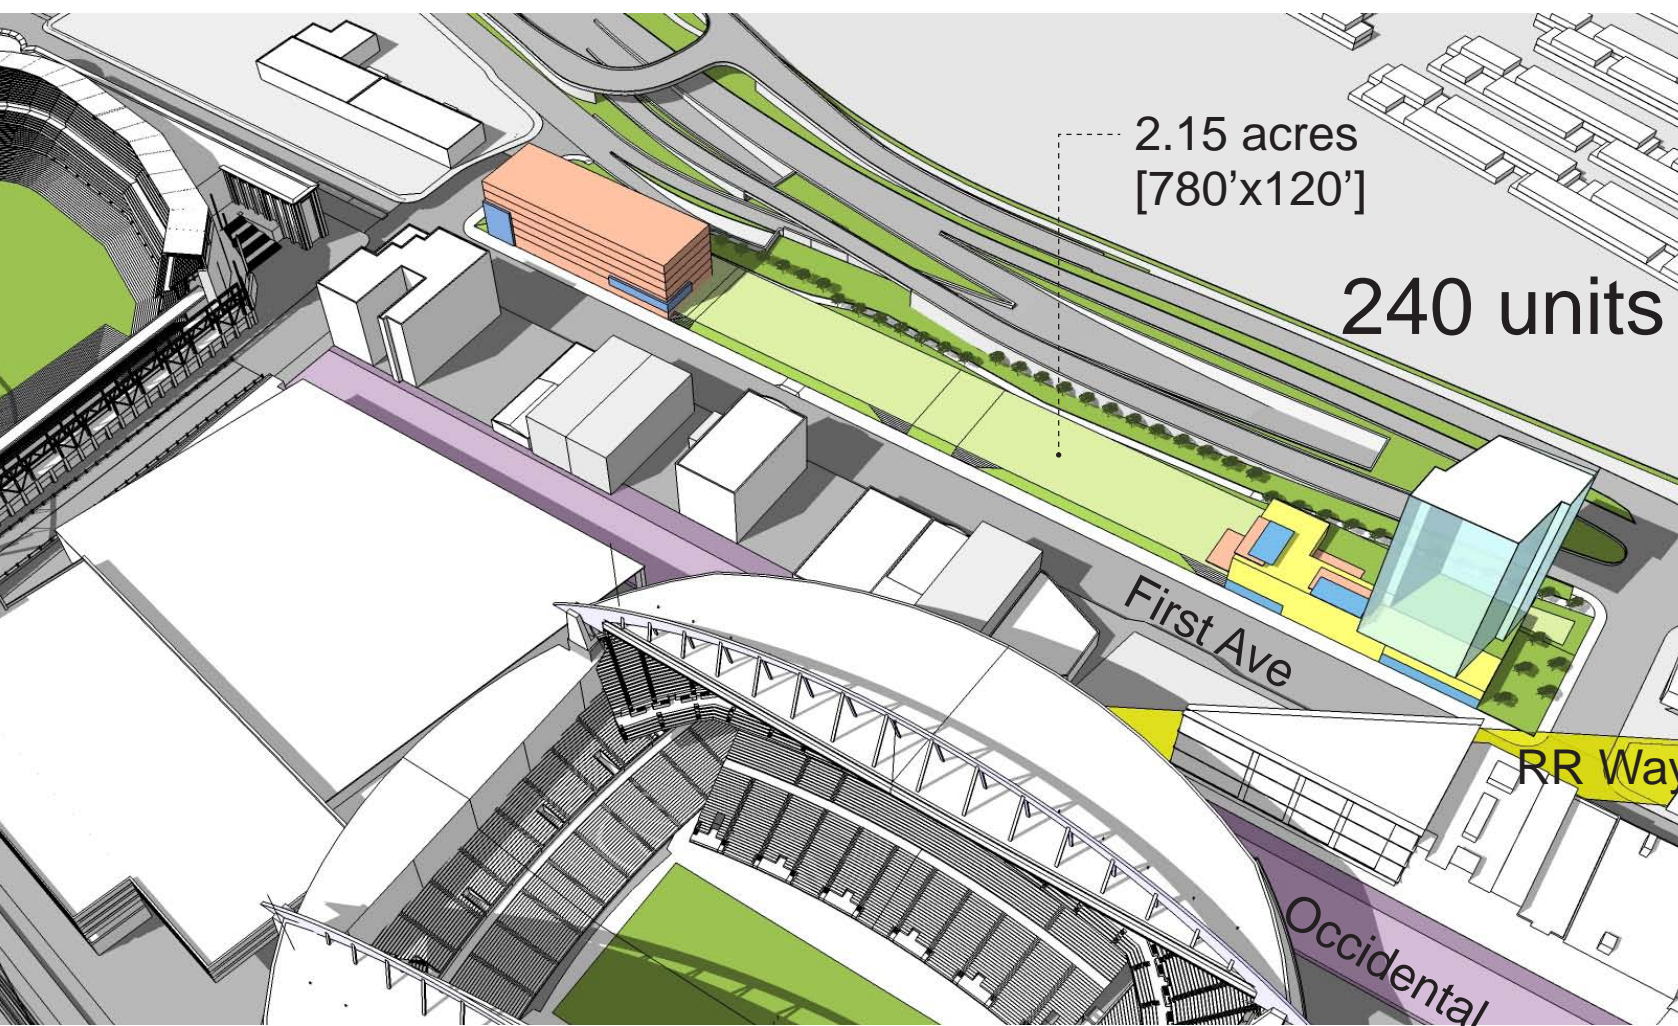 2.15 acres
[780’x120’]
240 units
First Ave
RR Way
Occidental